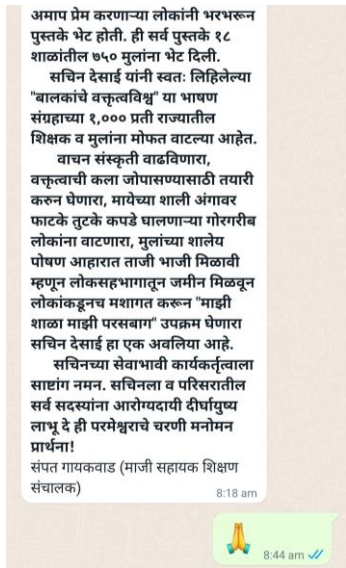 अमाप प्रेम करणाऱ्या लोकांनी भरभरून
पुस्तके भेट होती. ही सर्व पुस्तके १८
शाळांतील ७५० मुलांना भेट दिली.
सचिन देसाई यांनी स्वतः लिहिलेल्या
"बालकांचे वक्तृत्वविश्व" या भाषण
संग्रहाच्या १,००० प्रती राज्यातील
शिक्षक व मुलांना मोफत वाटल्या आहेत.
वाचन संस्कृती वाढविणारा,
वक्तृत्वाची कला जोपासण्यासाठी तयारी
करुन घेणारा, मायेच्या शाली अंगावर
फाटके तुटके कपडे घालणाऱ्या गोरगरीब
लोकांना वाटणारा, मुलांच्या शालेय
पोषण आहारात ताजी भाजी मिळावी
म्हणून लोकसहभागातून जमीन मिळवून
लोकांकडूनच मशागत करून "माझी
शाळा माझी परसबाग" उपक्रम घेणारा
सचिन देसाई हा एक अवलिया आहे.
सचिनच्या सेवाभावी कार्यकर्तृत्वाला
साष्टांग नमन. सचिनला व परिसरातील
सर्व सदस्यांना आरोग्यदायी दीर्घायुष्य
लाभू दे ही परमेश्वराचे चरणी मनोमन
प्रार्थना!
संपत गायकवाड (माजी सहायक शिक्षण
संचालक)
8:18 am
🙏
8:44 am